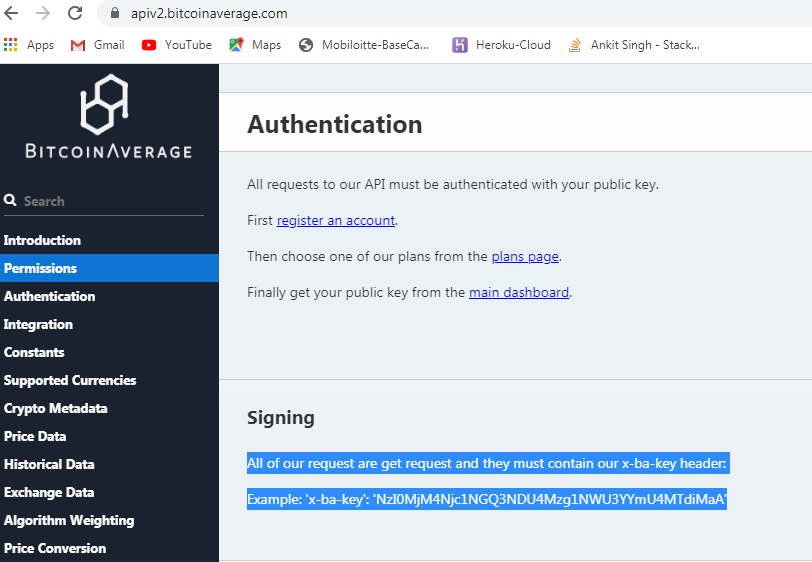 apiv2.bitcoinaverage.com
Apps Gmail YouTube Maps Mobiloitte-BaseCa... Heroku-Cloud Ankit Singh - Stack...
BITCOINAVERAGE
Search
Introduction
Permissions
Authentication
Integration
Constants
Supported Currencies
Crypto Metadata
Price Data
Historical Data
Exchange Data
Algorithm Weighting
Price Conversion
Authentication
All requests to our API must be authenticated with your public key.
First register an account.
Then choose one of our plans from the plans page.
Finally get your public key from the main dashboard.
Signing
All of our request are get request and they must contain our x-ba-key header:
Example: 'x-ba-key': 'NzI0MjM4Njc1NGQ3NDU4Mzg1NWU3YYmU4MTdiMaA'